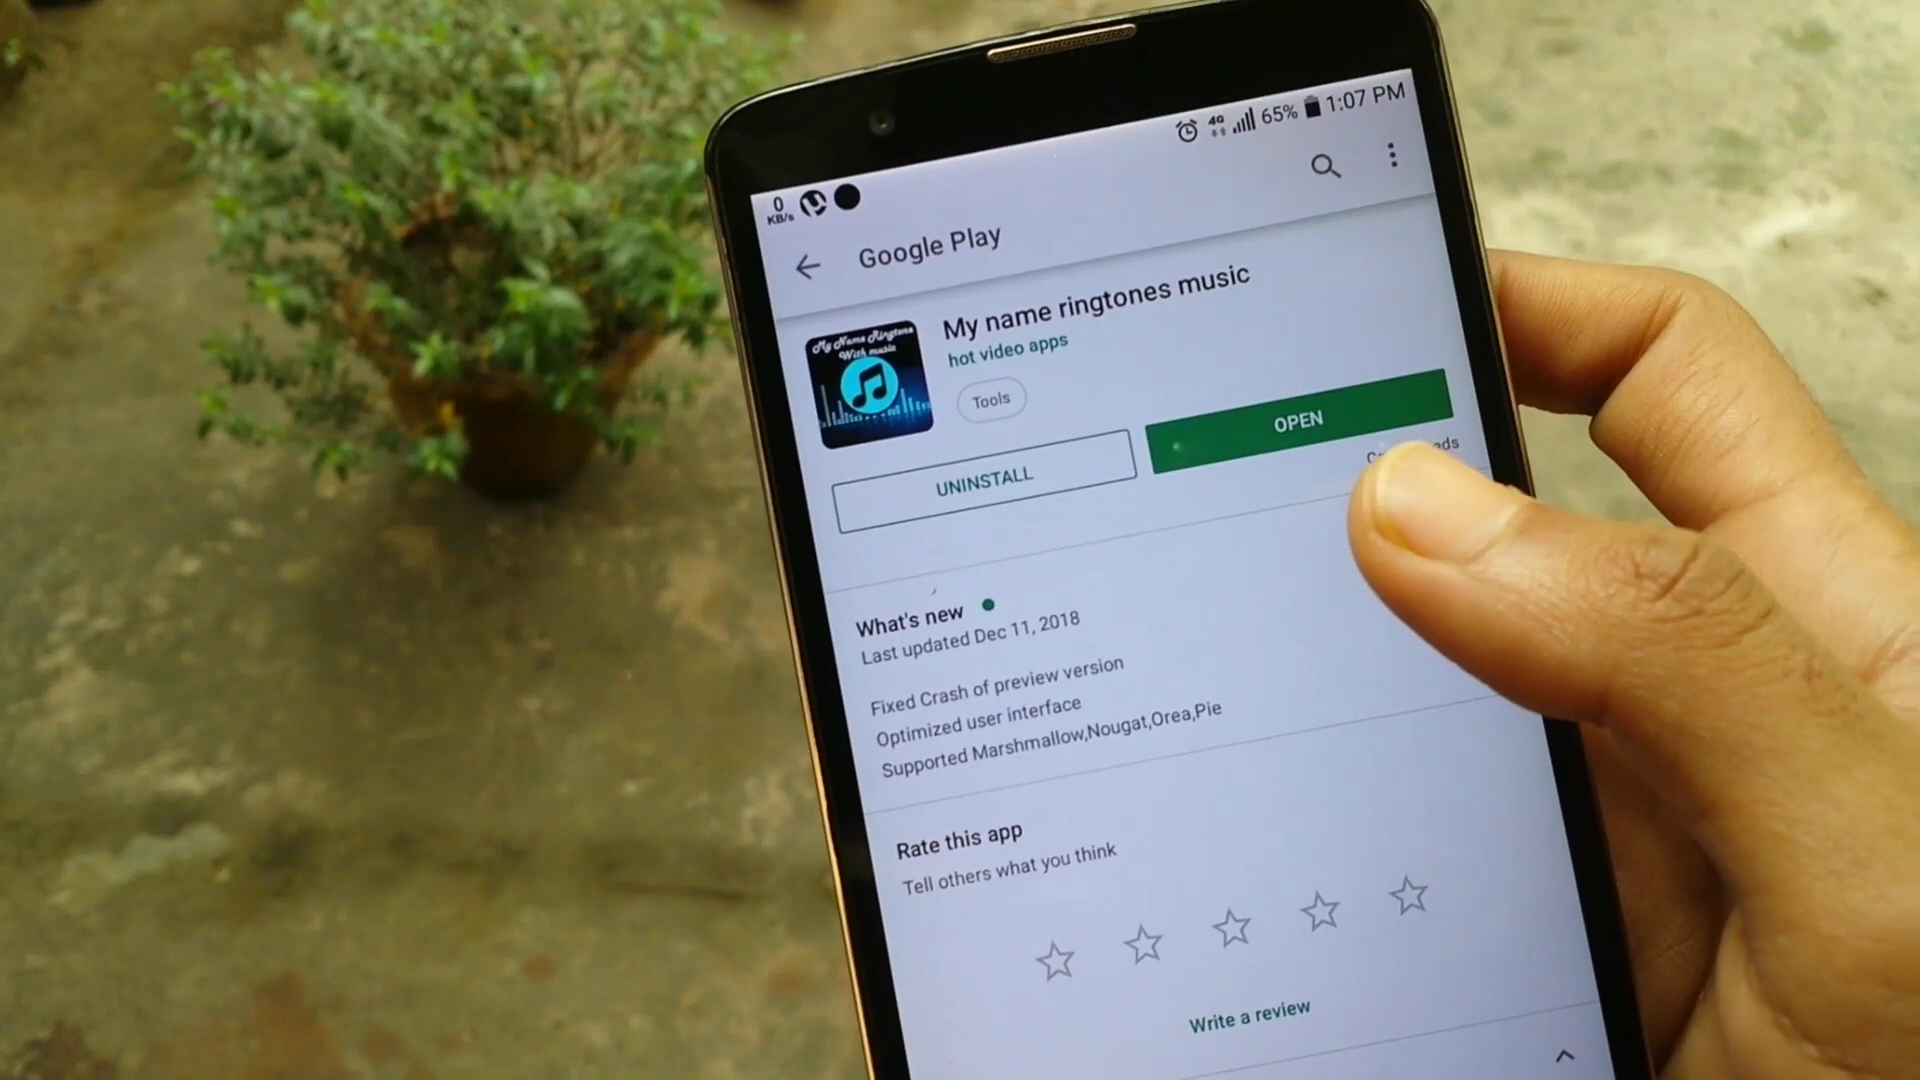 0
KB/s
4G
65%
1:07 PM
Google Play
My Name Ringtone
With music
My name ringtones music
hot video apps
Tools
UNINSTALL
OPEN
What's new
Last updated Dec 11, 2018
Fixed Crash of preview version
Optimized user interface
Supported Marshmallow,Nougat,Orea,Pie
Rate this app
Tell others what you think
Write a review